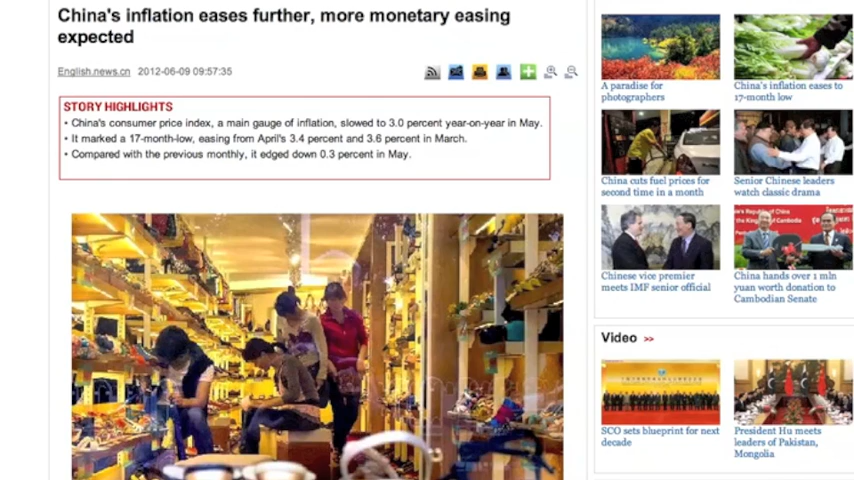 China's inflation eases further, more monetary easing
expected
English.news.cn 2012-06-09 09:57:35
STORY HIGHLIGHTS
• China's consumer price index, a main gauge of inflation, slowed to 3.0 percent year-on-year in May.
• It marked a 17-month-low, easing from April's 3.4 percent and 3.6 percent in March.
• Compared with the previous monthly, it edged down 0.3 percent in May.
A paradise for
photographers
China's inflation eases to
17-month low
China cuts fuel prices for
second time in a month
Senior Chinese leaders
watch classic drama
Chinese vice premier
meets IMF senior official
China hands over 1 mln
yuan worth donation to
Cambodian Senate
Video >>
SCO sets blueprint for next
decade
President Hu meets
leaders of Pakistan,
Mongolia